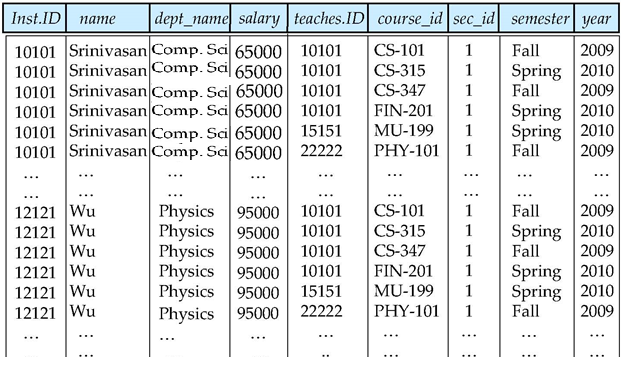 Inst.ID name dept_name salary teaches.ID course_id sec_id semester year
10101 Srinivasan Comp. Sci 65000 10101 CS-101 1 Fall 2009
10101 Srinivasan Comp. Sci 65000 10101 CS-315 1 Spring 2010
10101 Srinivasan Comp. Sci 65000 10101 CS-347 1 Fall 2009
10101 Srinivasan Comp. Sci 65000 10101 FIN-201 1 Spring 2010
10101 Srinivasan Comp. Sci 65000 15151 MU-199 1 Spring 2010
10101 Srinivasan Comp. Sci 65000 22222 PHY-101 1 Fall 2009
... ... ... ... ... ... ... ... ...
... ... ... ... ... ... ... ... ...
12121 Wu Physics 95000 10101 CS-101 1 Fall 2009
12121 Wu Physics 95000 10101 CS-315 1 Spring 2010
12121 Wu Physics 95000 10101 CS-347 1 Fall 2009
12121 Wu Physics 95000 10101 FIN-201 1 Spring 2010
12121 Wu Physics 95000 15151 MU-199 1 Spring 2010
12121 Wu Physics 95000 22222 PHY-101 1 Fall 2009
... ... ... ... ... ... ... ... ...
... ... ... ... .. ... ... ... ...